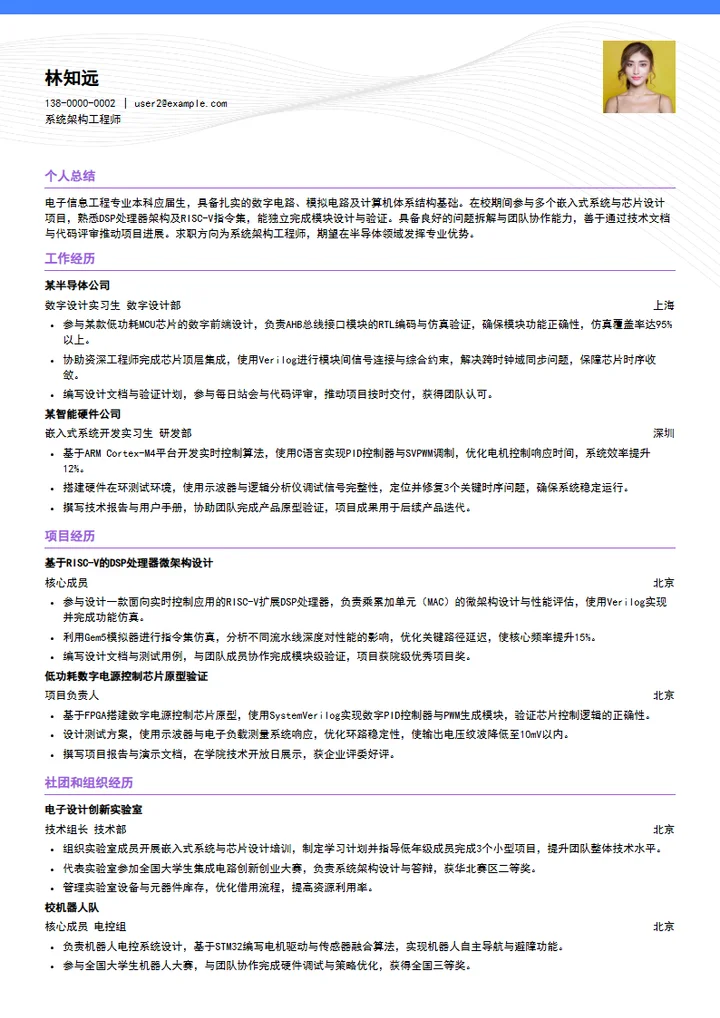 林知远
138-0000-0002 | user2@example.com
系统架构工程师
个人总结
电子信息工程专业本科应届生，具备扎实的数字电路、模拟电路及计算机体系结构基础。在校期间参与多个嵌入式系统与芯片设计
项目，熟悉DSP处理器架构及RISC-V指令集，能独立完成模块设计与验证。具备良好的问题拆解与团队协作能力，善于通过技术文档
与代码评审推动项目进展。求职方向为系统架构工程师，期望在半导体领域发挥专业优势。
工作经历
某半导体公司
数字设计实习生 数字设计部 上海
• 参与某款低功耗MCU芯片的数字前端设计，负责AHB总线接口模块的RTL编码与仿真验证，确保模块功能正确性，仿真覆盖率达95%
以上。
• 协助资深工程师完成芯片顶层集成，使用Verilog进行模块间信号连接与综合约束，解决跨时钟域同步问题，保障芯片时序收
敛。
• 编写设计文档与验证计划，参与每日站会与代码评审，推动项目按时交付，获得团队认可。
某智能硬件公司
嵌入式系统开发实习生 研发部 深圳
• 基于ARM Cortex-M4平台开发实时控制算法，使用C语言实现PID控制器与SVPWM调制，优化电机控制响应时间，系统效率提升
12%。
• 搭建硬件在环测试环境，使用示波器与逻辑分析仪调试信号完整性，定位并修复3个关键时序问题，确保系统稳定运行。
• 撰写技术报告与用户手册，协助团队完成产品原型验证，项目成果用于后续产品迭代。
项目经历
基于RISC-V的DSP处理器微架构设计
核心成员 北京
• 参与设计一款面向实时控制应用的RISC-V扩展DSP处理器，负责乘累加单元（MAC）的微架构设计与性能评估，使用Verilog实现
并完成功能仿真。
• 利用Gem5模拟器进行指令集仿真，分析不同流水线深度对性能的影响，优化关键路径延迟，使核心频率提升15%。
• 编写设计文档与测试用例，与团队成员协作完成模块级验证，项目获院级优秀项目奖。
低功耗数字电源控制芯片原型验证
项目负责人 北京
• 基于FPGA搭建数字电源控制芯片原型，使用SystemVerilog实现数字PID控制器与PWM生成模块，验证芯片控制逻辑的正确性。
• 设计测试方案，使用示波器与电子负载测量系统响应，优化环路稳定性，使输出电压纹波降低至10mV以内。
• 撰写项目报告与演示文档，在学院技术开放日展示，获企业评委好评。
社团和组织经历
电子设计创新实验室
技术组长 技术部 北京
• 组织实验室成员开展嵌入式系统与芯片设计培训，制定学习计划并指导低年级成员完成3个小型项目，提升团队整体技术水平。
• 代表实验室参加全国大学生集成电路创新创业大赛，负责系统架构设计与答辩，获华北赛区二等奖。
• 管理实验室设备与元器件库存，优化借用流程，提高资源利用率。
校机器人队
核心成员 电控组 北京
• 负责机器人电控系统设计，基于STM32编写电机驱动与传感器融合算法，实现机器人自主导航与避障功能。
• 参与全国大学生机器人大赛，与团队协作完成硬件调试与策略优化，获得全国三等奖。